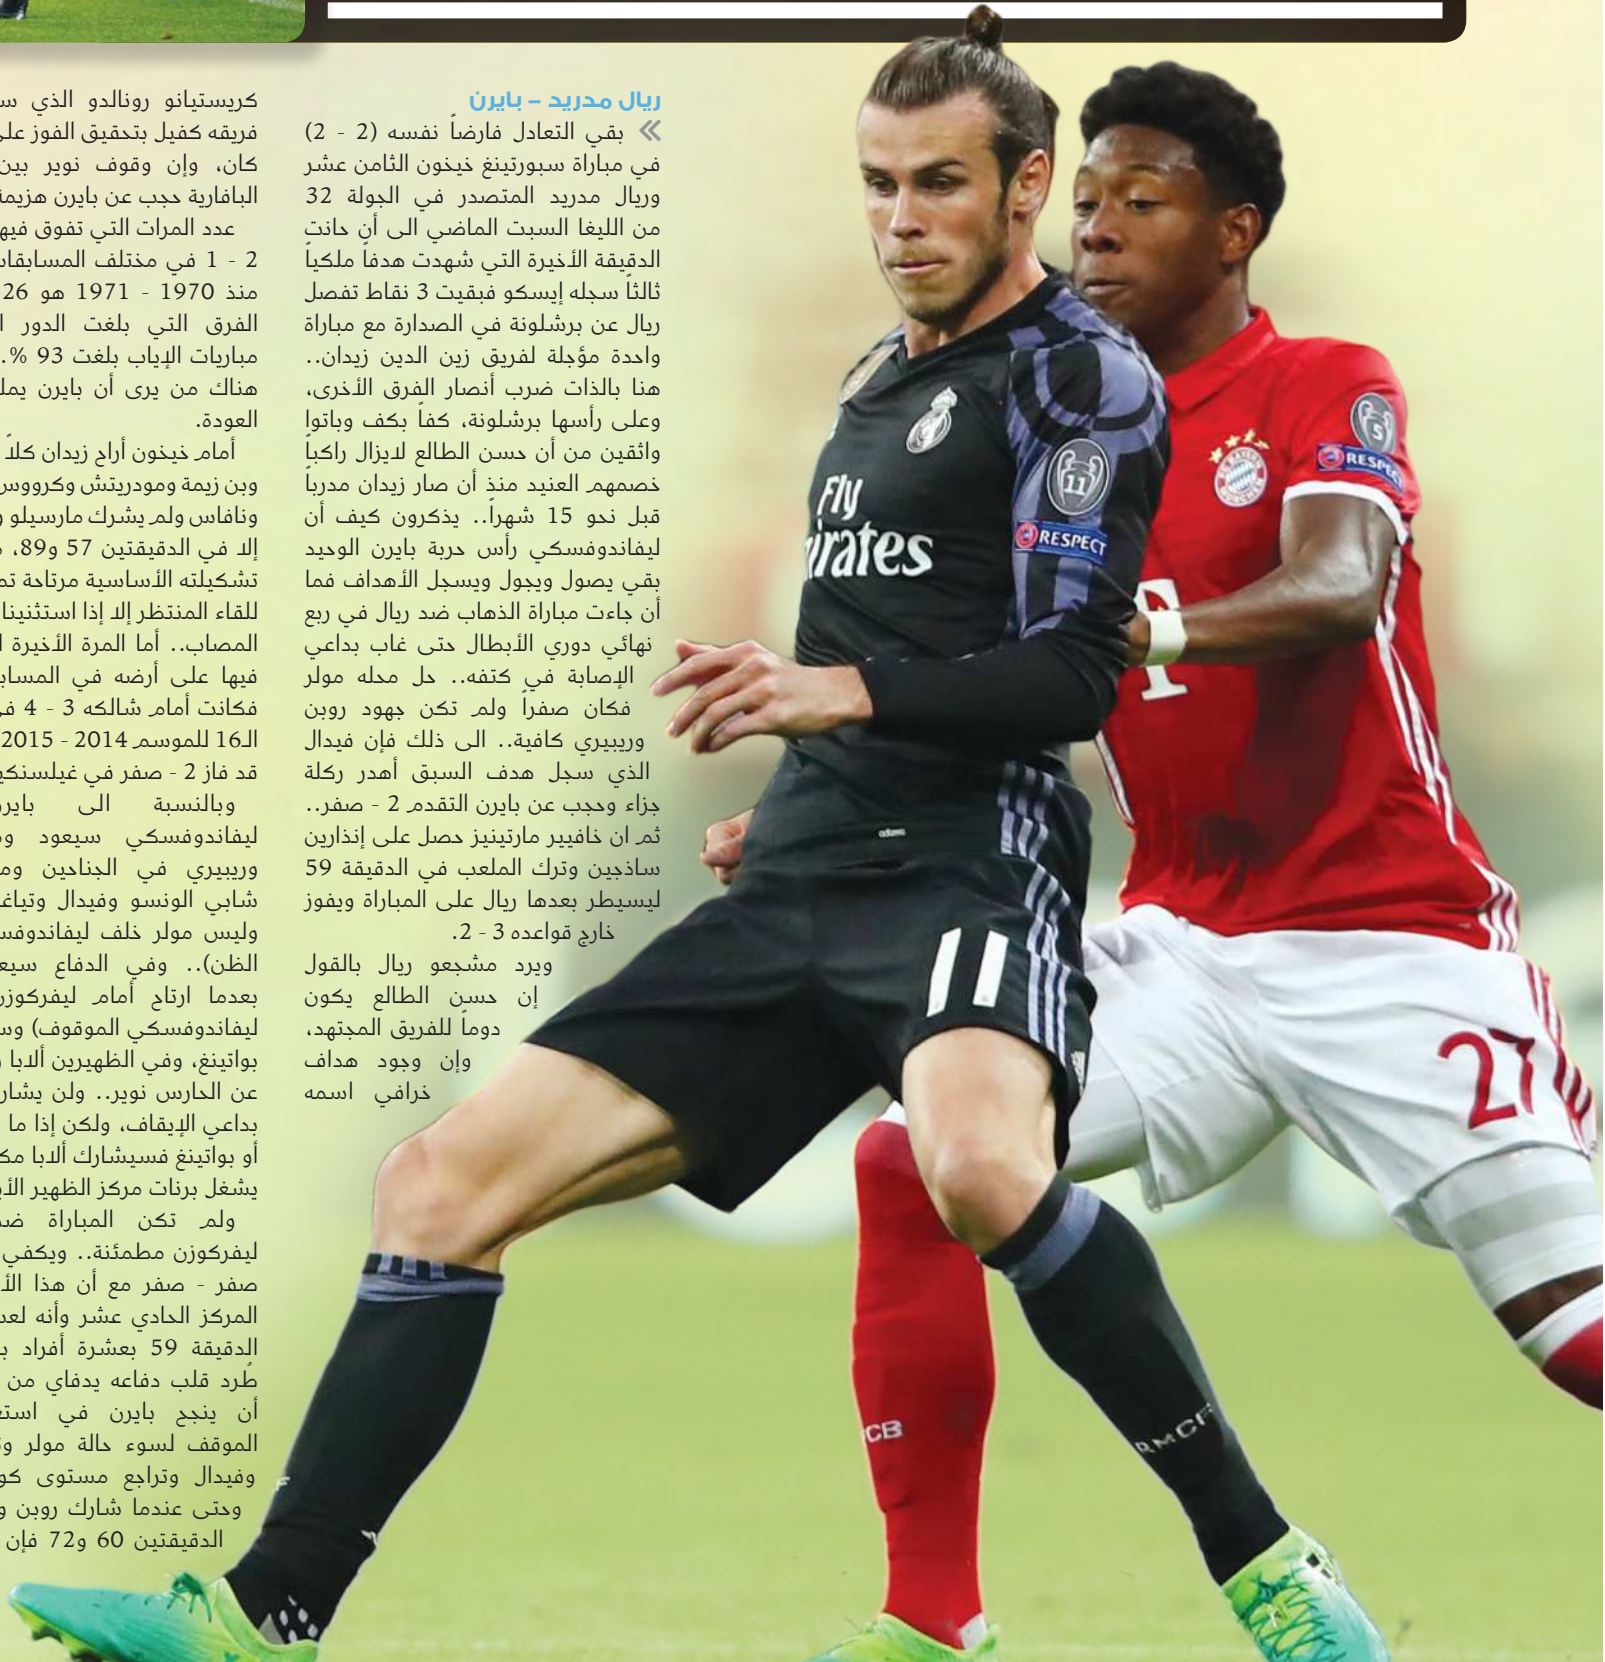 ريال مدريد – بايرن
» بقي التعادل فارضاً نفسه (2 - 2)
في مباراة سبورتينغ خيخون الثامن عشر
وريال مدريد المتصدر في الجولة 32
من الليغا السبت الماضي الى أن حانت
الدقيقة الأخيرة التي شهدت هدفاً ملكياً
ثالثاً سجله إيسكو فبقيت 3 نقاط تفصل
ريال عن برشلونة في الصدارة مع مباراة
واحدة مؤجلة لفريق زين الدين زيدان..
هنا بالذات ضرب أنصار الفرق الأخرى،
وعلى رأسها برشلونة، كفاً بكف وباتوا
واثقين من أن حسن الطالع لايزال راكباً
خصمهم العنيد منذ أن صار زيدان مدرباً
قبل نحو 15 شهراً.. يذكرون كيف أن
ليفاندوفسكي رأس حربة بايرن الوحيد
بقي يصول ويجول ويسجل الأهداف فما
أن جاءت مباراة الذهاب ضد ريال في ربع
نهائي دوري الأبطال حتى غاب بداعي
الإصابة في كتفه.. حل محله مولر
فكان صفراً ولم تكن جهود روبن
وريبيري كافية.. الى ذلك فإن فيدال
الذي سجل هدف السبق أهدر ركلة
جزاء وحجب عن بايرن التقدم 2 - صفر..
ثم ان خافيير مارتينيز حصل على إنذارين
ساذجين وترك الملعب في الدقيقة 59
ليسيطر بعدها ريال على المباراة ويفوز
خارج قواعده 3 - 2.
ويرد مشجعو ريال بالقول
إن حسن الطالع يكون
دوماً للفريق المجتهد،
وإن وجود هداف
خرافي اسمه
كريستيانو رونالدو الذي
فريقه كفيل بتحقيق الفوز
كان، وإن وقوف نوير بين
البافارية حجب عن بايرن
عدد المرات التي تفوق
2 - 1 في مختلف
منذ 1970 - 1971 هو 26
الفرق التي بلغت الدور
مباريات الإياب بلغت 93 %.
هناك من يرى أن بايرن
العودة.
أمام خيخون أراح زيدان كلاً
وبن زيمة ومودريتش وكرووس
ونافاس ولم يشرك مارسيلو
إلا في الدقيقتين 57 و89،
تشكيلته الأساسية مرتاحة
للقاء المنتظر إلا إذا استثنينا
المصاب.. أما المرة الأخيرة
فيها على أرضه في
فكانت أمام شالكه 3 - 4
الـ16 للموسم 2014 - 2015
قد فاز 2 - صفر في
وبالنسبة الى
ليفاندوفسكي سيعود
وريبيري في الجناحين
شابي الونسو وفيدال
وليس مولر خلف
الظن).. وفي الدفاع
بعدما ارتاح أمام
ليفاندوفسكي الموقوف)
بواتينغ، وفي الظهيرين ألابا
عن الحارس نوير.. ولن
بداعي الإيقاف، ولكن إذا ما
أو بواتينغ فسيشارك ألابا
يشغل برنات مركز الظهير
ولم تكن المباراة
ليفركوزن مطمئنة.. ويكفي
صفر - صفر مع أن هذا
المركز الحادي عشر وأنه
الدقيقة 59 بعشرة أفراد
طُرد قلب دفاعه يدفاي من
أن ينجح بايرن في
الموقف لسوء حالة مولر
وفيدال وتراجع مستوى
وحتى عندما شارك روبن
الدقيقتين 60 و72 فإن
Fly
mirates
11
RESPECT
11
5
27
adidas
RMCF
CB